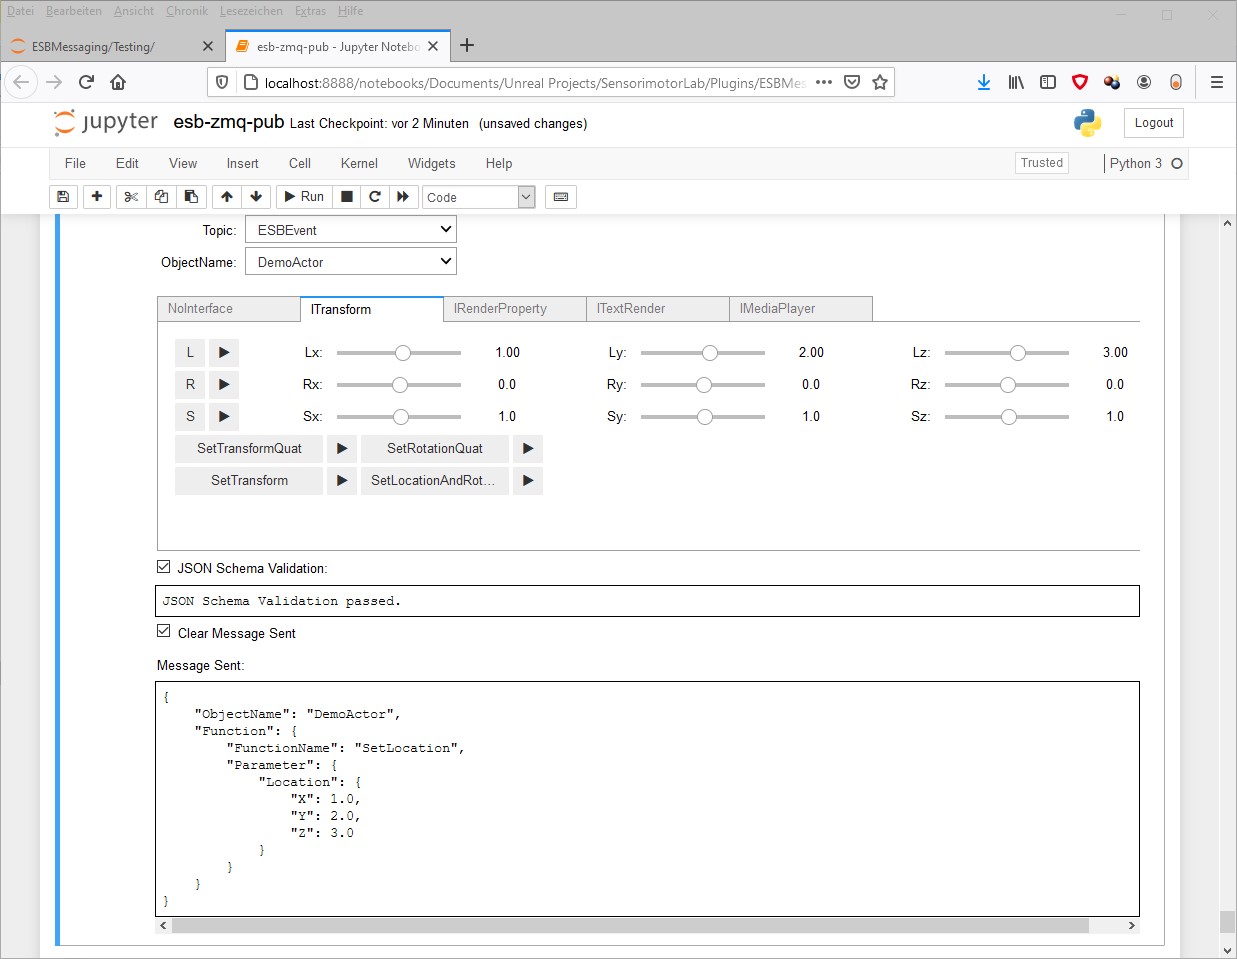 Datei Bearbeiten Ansicht Chronik Lesezeichen Extras Hilfe
ESBMessaging/Testing/ esb-zmq-pub - Jupyter Notebo
localhost:8888/notebooks/Documents/Unreal Projects/SensorimotorLab/Plugins/ESBMes
jupyter esb-zmq-pub Last Checkpoint: vor 2 Minuten (unsaved changes) Logout
File Edit View Insert Cell Kernel Widgets Help Trusted Python 3
Run Code
Topic: ESBEvent
ObjectName: DemoActor
NoInterface ITransform IRenderProperty ITextRender IMediaPlayer
L Lx: 1.00 Ly: 2.00 Lz: 3.00
R Rx: 0.0 Ry: 0.0 Rz: 0.0
S Sx: 1.0 Sy: 1.0 Sz: 1.0
SetTransformQuat SetRotationQuat
SetTransform SetLocationAndRot...
JSON Schema Validation:
JSON Schema Validation passed.
Clear Message Sent
Message Sent:
{
    "ObjectName": "DemoActor",
    "Function": {
        "FunctionName": "SetLocation",
        "Parameter": {
            "Location": {
                "X": 1.0,
                "Y": 2.0,
                "Z": 3.0
            }
        }
    }
}